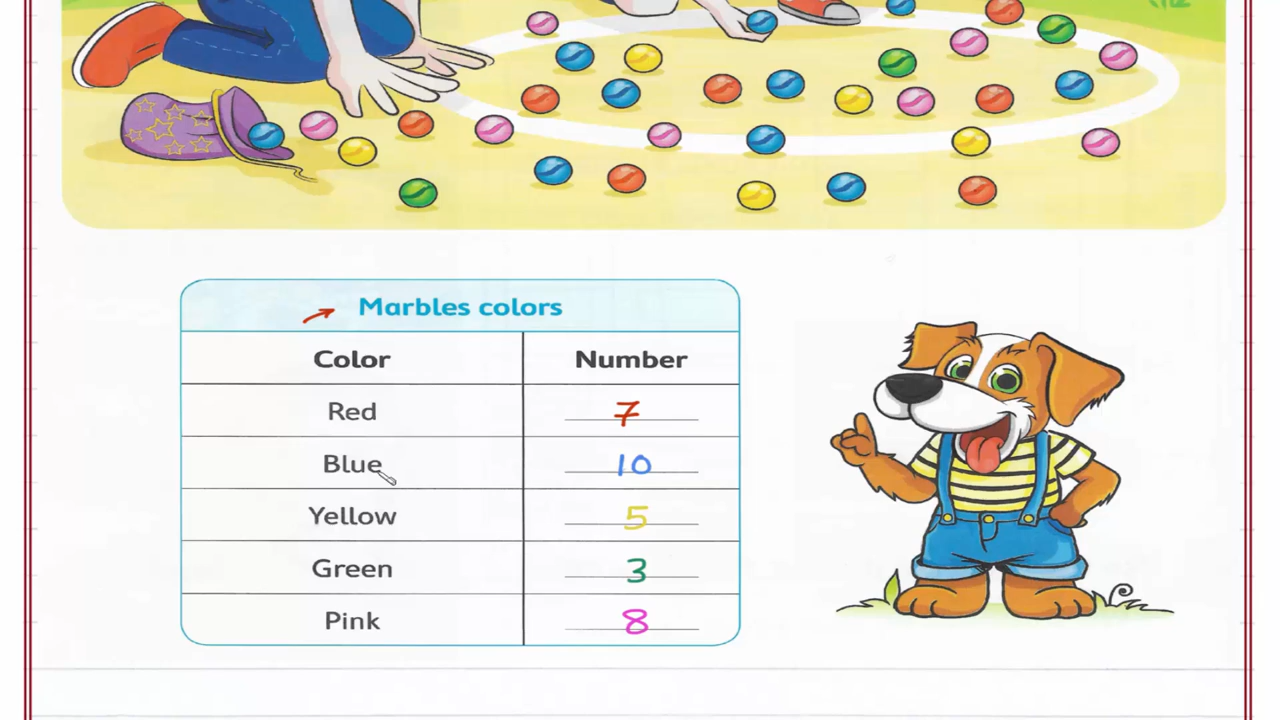 Marbles colors
Color Number
Red 7
Blue 10
Yellow 5
Green 3
Pink 8